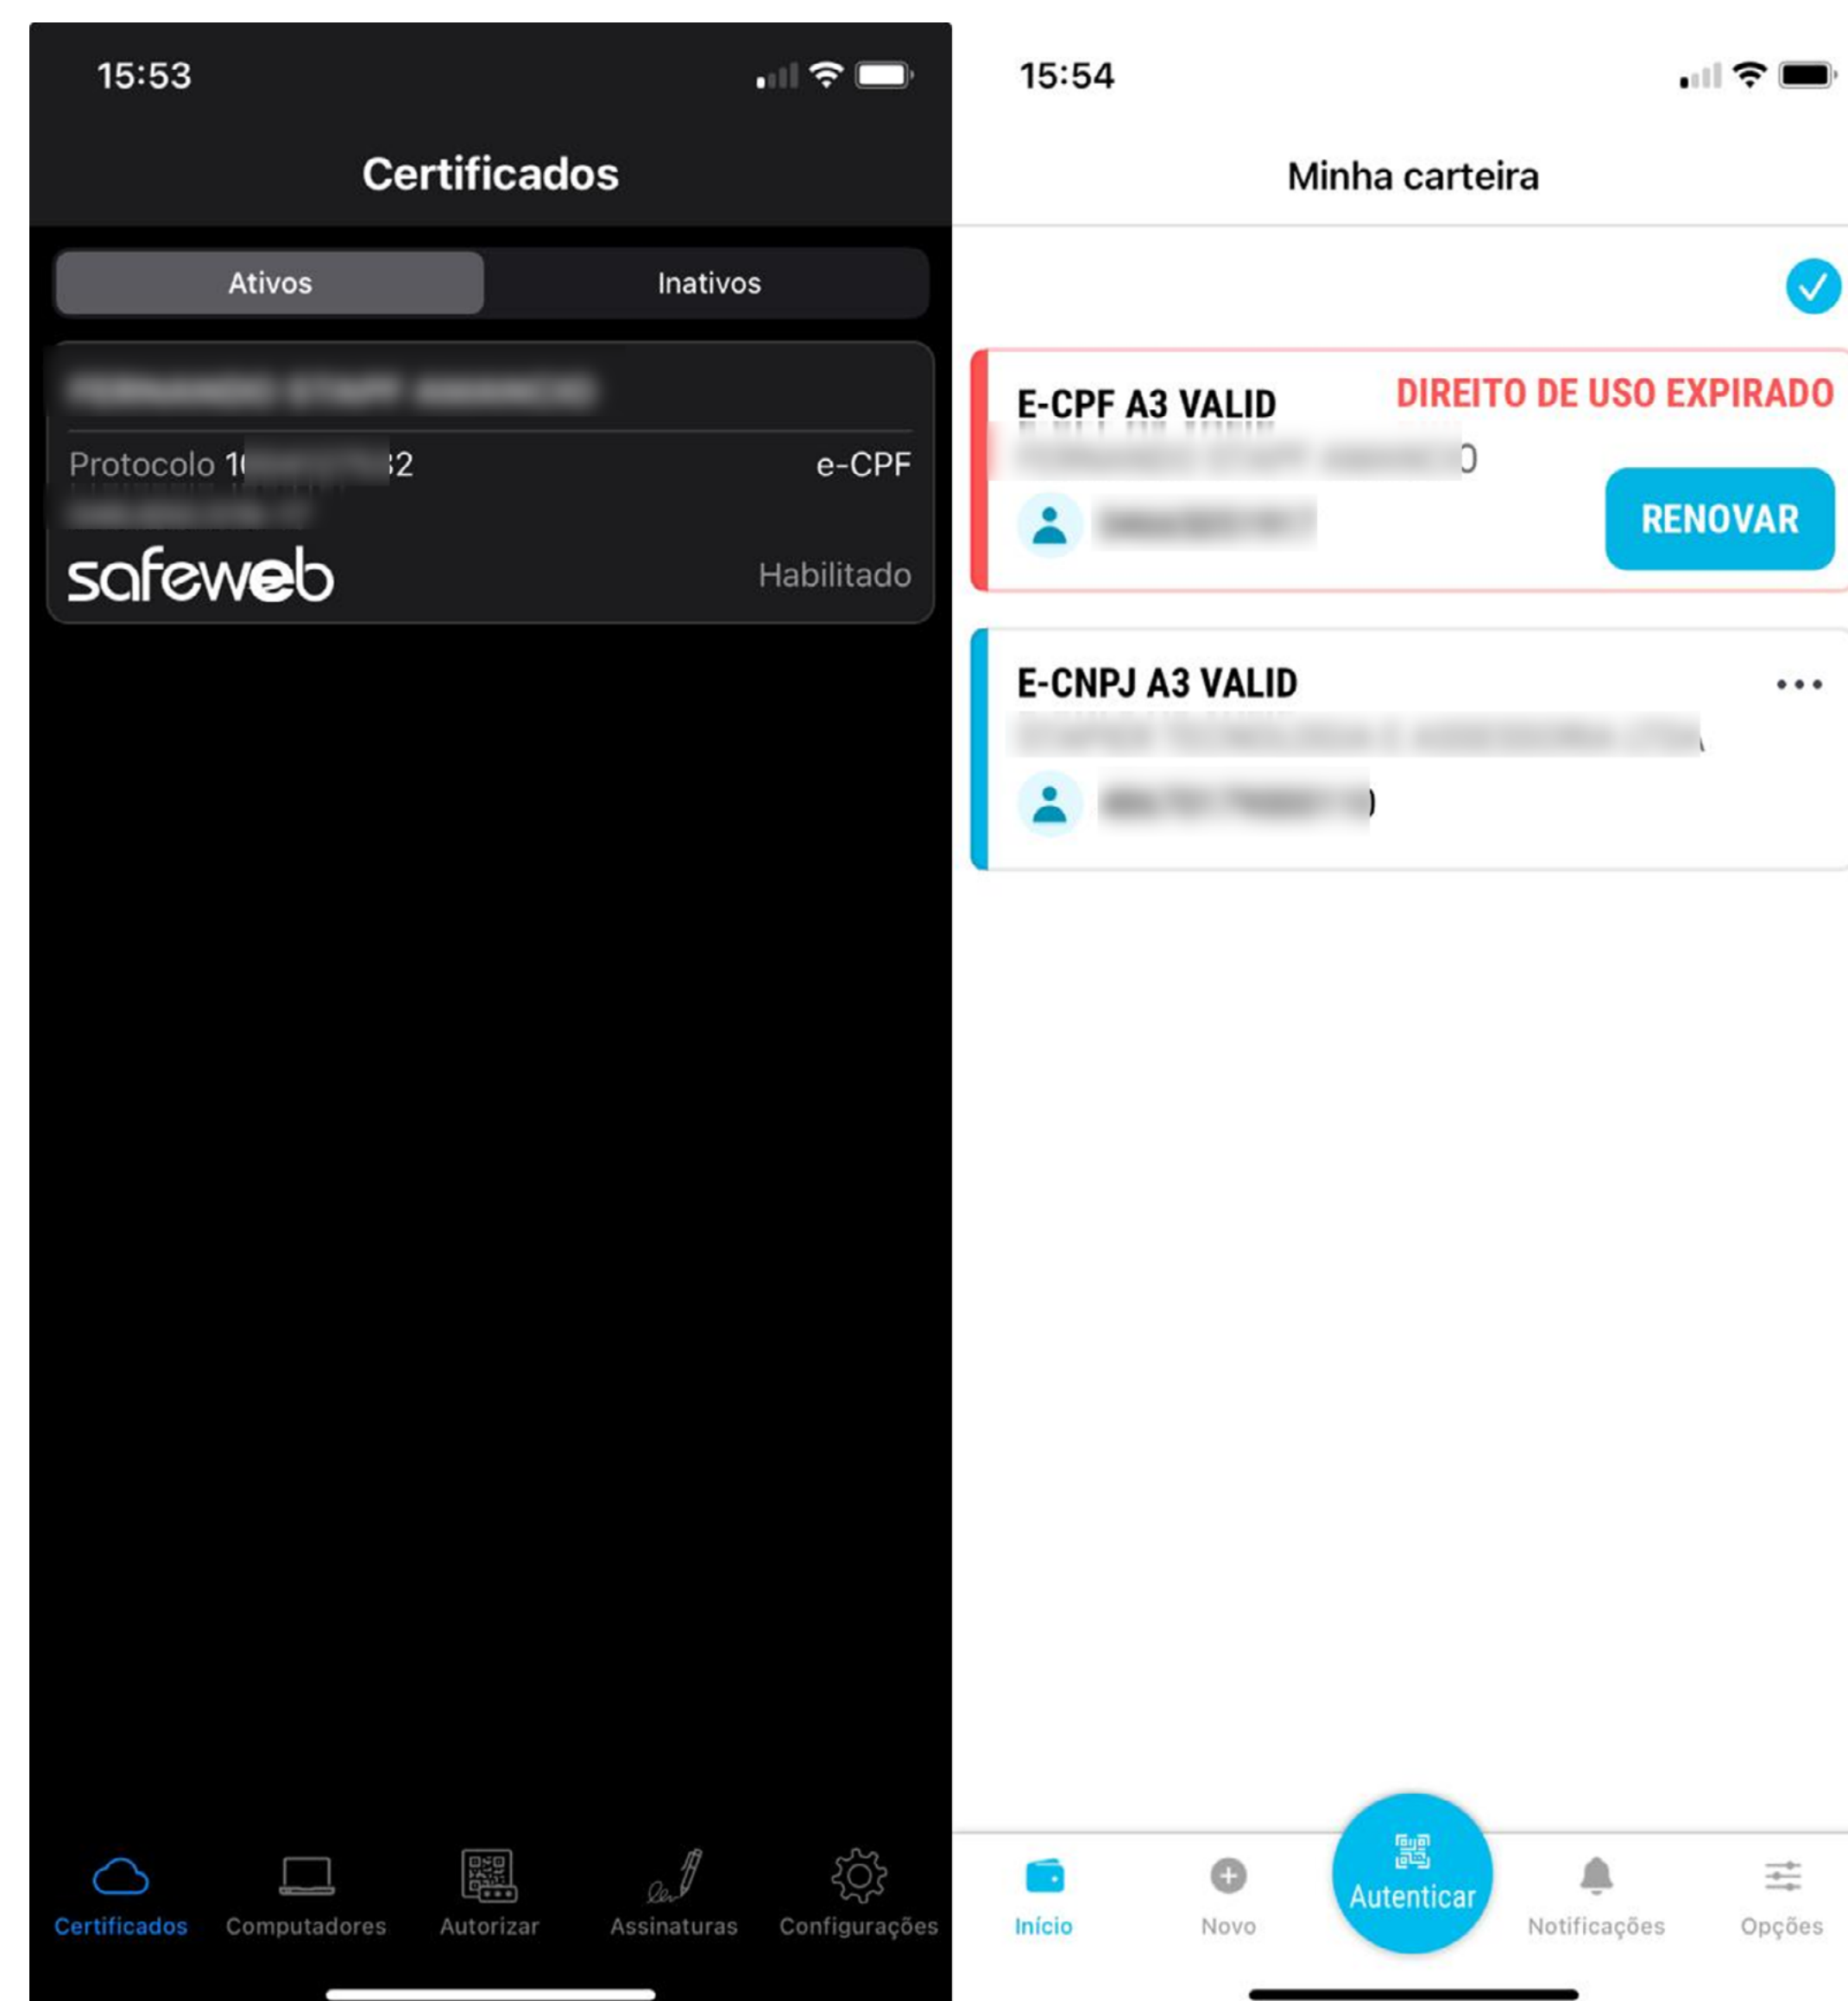 15:53
Certificados
Ativos
Inativos
Protocolo
e-CPF
safeweb
Habilitado
Certificados
Computadores
Autorizar
Assinaturas
Configurações
15:54
Minha carteira
E-CPF A3 VALID
DIREITO DE USO EXPIRADO
RENOVAR
E-CNPJ A3 VALID
Início
Novo
Autenticar
Notificações
Opções